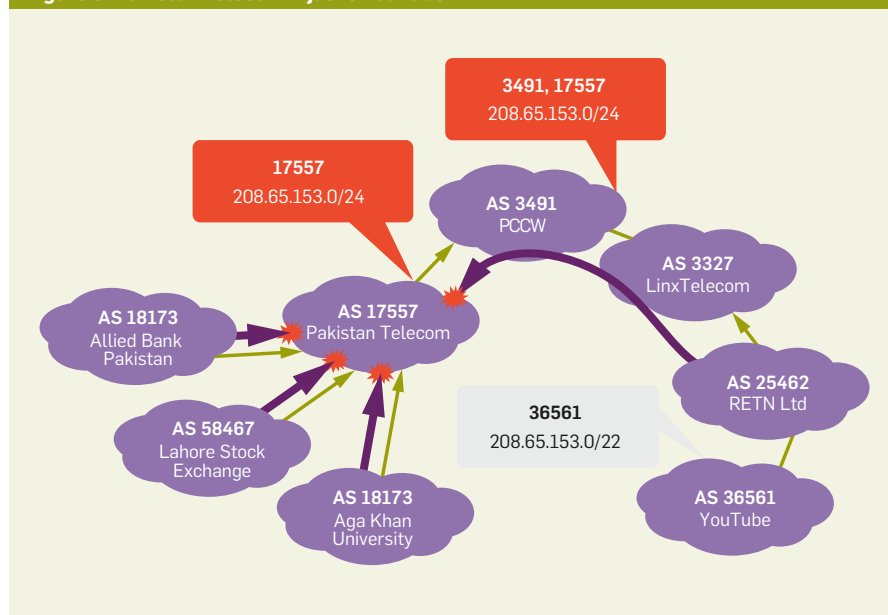 3491, 17557
208.65.153.0/24
17557
208.65.153.0/24
AS 3491
PCCW
AS 3327
LinxTelecom
AS 18173
Allied Bank
Pakistan
AS 17557
Pakistan Telecom
AS 25462
RETN Ltd
36561
208.65.153.0/22
AS 58467
Lahore Stock
Exchange
AS 18173
Aga Khan
University
AS 36561
YouTube